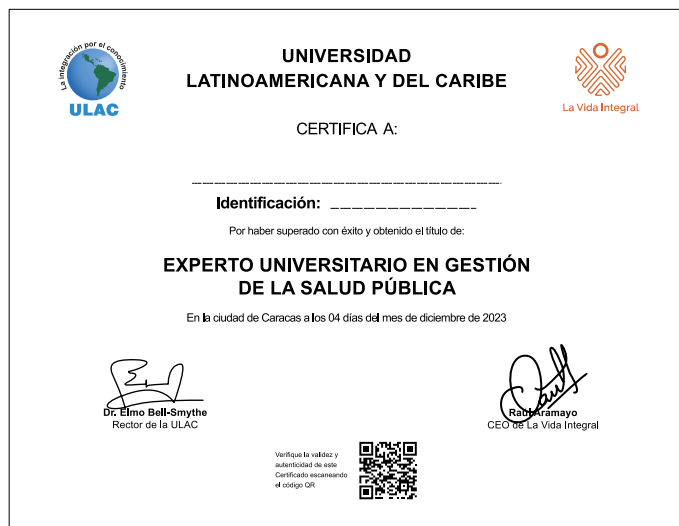 La integración por el conocimiento
ULAC
UNIVERSIDAD
LATINOAMERICANA Y DEL CARIBE
La Vida Integral
CERTIFICA A:
Identificación:
Por haber superado con éxito y obtenido el título de:
EXPERTO UNIVERSITARIO EN GESTIÓN
DE LA SALUD PÚBLICA
En la ciudad de Caracas a los 04 días del mes de diciembre de 2023
Dr. Elmo Bell-Smythe
Rector de la ULAC
Raúl Aramayo
CEO de La Vida Integral
Verifique la validez y
autenticidad de este
Certificado escaneando
el código QR